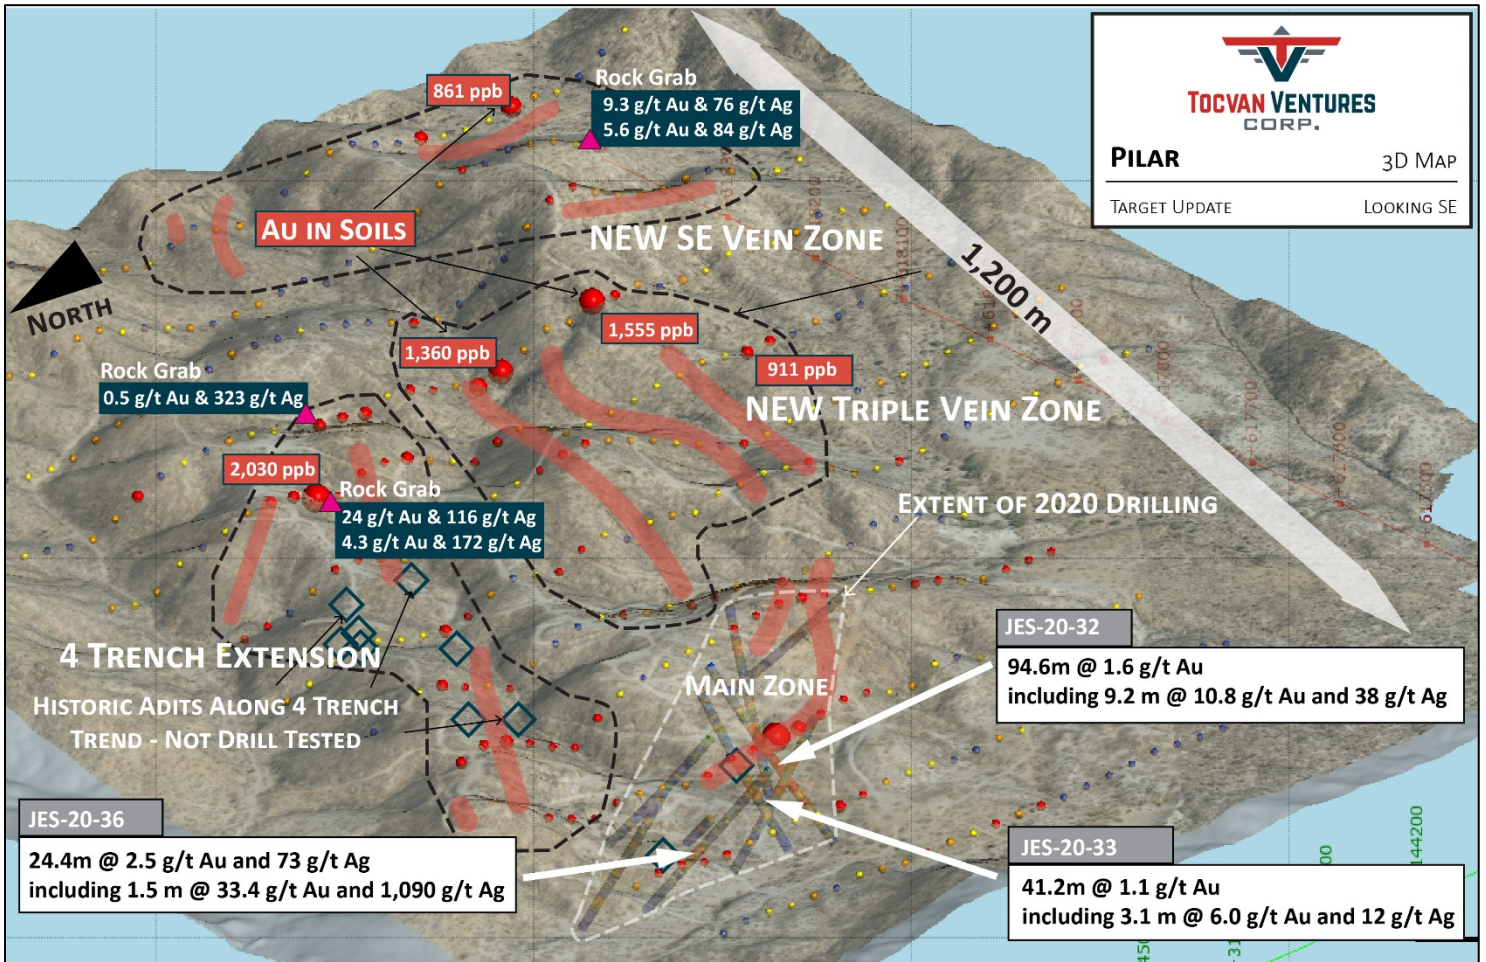 TOCVAN VENTURES
CORP.
PILAR
3D MAP
TARGET UPDATE
LOOKING SE
861 ppb
Rock Grab
9.3 g/t Au & 76 g/t Ag
5.6 g/t Au & 84 g/t Ag
AU IN SOILS
NEW SE VEIN ZONE
1,200 m
NORTH
1,555 ppb
1,360 ppb
911 ppb
Rock Grab
0.5 g/t Au & 323 g/t Ag
NEW TRIPLE VEIN ZONE
2,030 ppb
Rock Grab
24 g/t Au & 116 g/t Ag
4.3 g/t Au & 172 g/t Ag
EXTENT OF 2020 DRILLING
4 TRENCH EXTENSION
HISTORIC ADITS ALONG 4 TRENCH
TREND - NOT DRILL TESTED
MAIN ZONE
JES-20-32
94.6m @ 1.6 g/t Au
including 9.2 m @ 10.8 g/t Au and 38 g/t Ag
JES-20-36
24.4m @ 2.5 g/t Au and 73 g/t Ag
including 1.5 m @ 33.4 g/t Au and 1,090 g/t Ag
JES-20-33
41.2m @ 1.1 g/t Au
including 3.1 m @ 6.0 g/t Au and 12 g/t Ag
+618100
+617700
144200